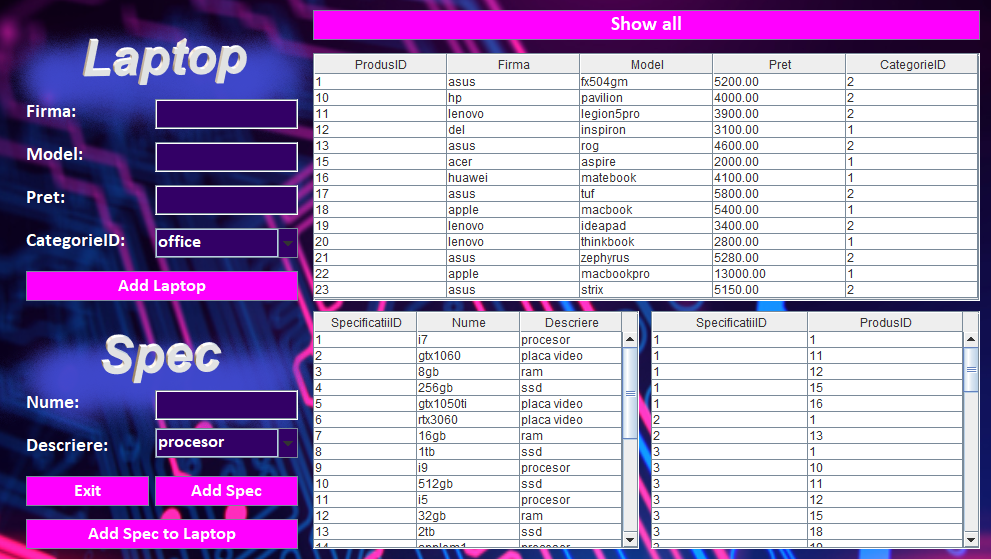 Laptop
Firma:
Model:
Pret:
CategorieID: office
Add Laptop
Spec
Nume:
Descriere: procesor
Exit Add Spec
Add Spec to Laptop
Show all
ProdusID Firma Model Pret CategorieID
1 asus fx504gm 5200.00 2
10 hp pavilion 4000.00 2
11 lenovo legion5pro 3900.00 2
12 del inspiron 3100.00 1
13 asus rog 4600.00 2
15 acer aspire 2000.00 1
16 huawei matebook 4100.00 1
17 asus tuf 5800.00 2
18 apple macbook 5400.00 1
19 lenovo ideapad 3400.00 2
20 lenovo thinkbook 2800.00 1
21 asus zephyrus 5280.00 2
22 apple macbookpro 13000.00 1
23 asus strix 5150.00 2
SpecificatiiID Nume Descriere
1 i7 procesor
2 gtx1060 placa video
3 8gb ram
4 256gb ssd
5 gtx1050ti placa video
6 rtx3060 placa video
7 16gb ram
8 1tb ssd
9 i9 procesor
10 512gb ssd
11 i5 procesor
12 32gb ram
13 2tb ssd
SpecificatiiID ProdusID
1 1
1 11
1 12
1 15
1 16
2 1
2 13
3 1
3 10
3 11
3 12
3 15
3 18